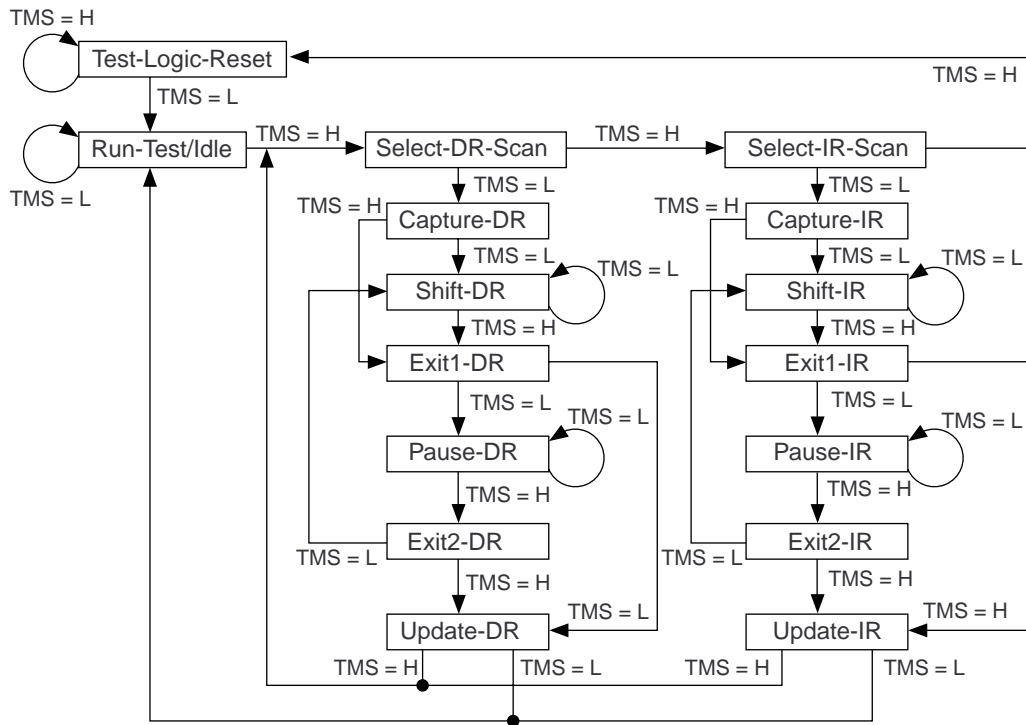 TMS = H
Test-Logic-Reset
TMS = H
TMS = L
Run-Test/Idle
TMS = H
Select-DR-Scan
TMS = H
Select-IR-Scan
TMS = L
TMS = L
TMS = L
TMS = H
Capture-DR
TMS = H
Capture-IR
TMS = L
TMS = L
TMS = L
TMS = L
Shift-DR
Shift-IR
TMS = H
TMS = H
Exit1-DR
Exit1-IR
TMS = L
TMS = L
TMS = L
TMS = L
Pause-DR
Pause-IR
TMS = H
TMS = H
Exit2-DR
Exit2-IR
TMS = L
TMS = L
TMS = H
TMS = H
TMS = L
TMS = H
Update-DR
Update-IR
TMS = H
TMS = L
TMS = H
TMS = L